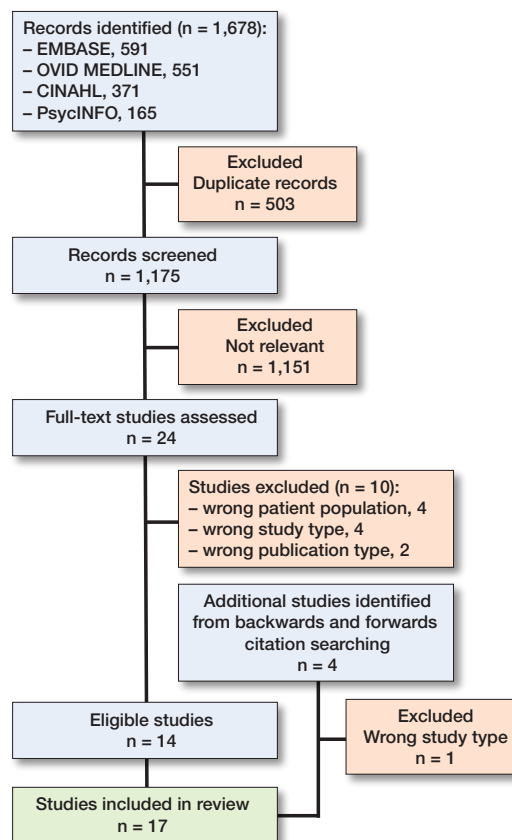 Records identified (n = 1,678):
– EMBASE, 591
– OVID MEDLINE, 551
– CINAHL, 371
– PsycINFO, 165
Excluded
Duplicate records
n = 503
Records screened
n = 1,175
Excluded
Not relevant
n = 1,151
Full-text studies assessed
n = 24
Studies excluded (n = 10):
– wrong patient population, 4
– wrong study type, 4
– wrong publication type, 2
Additional studies identified
from backwards and forwards
citation searching
n = 4
Eligible studies
n = 14
Excluded
Wrong study type
n = 1
Studies included in review
n = 17